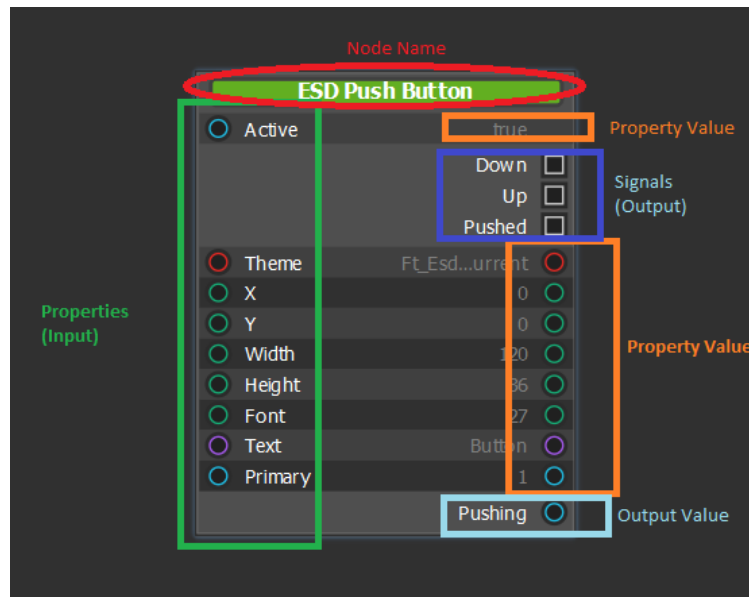 Node Name
ESD Push Button
Active true
Property Value
Down
Up
Pushed
Signals
(Output)
Theme Ft_Esd...urrent
X 0
Y 0
Width 120
Height 36
Font 27
Text Button
Primary 1
Properties
(Input)
Property Value
Pushing
Output Value